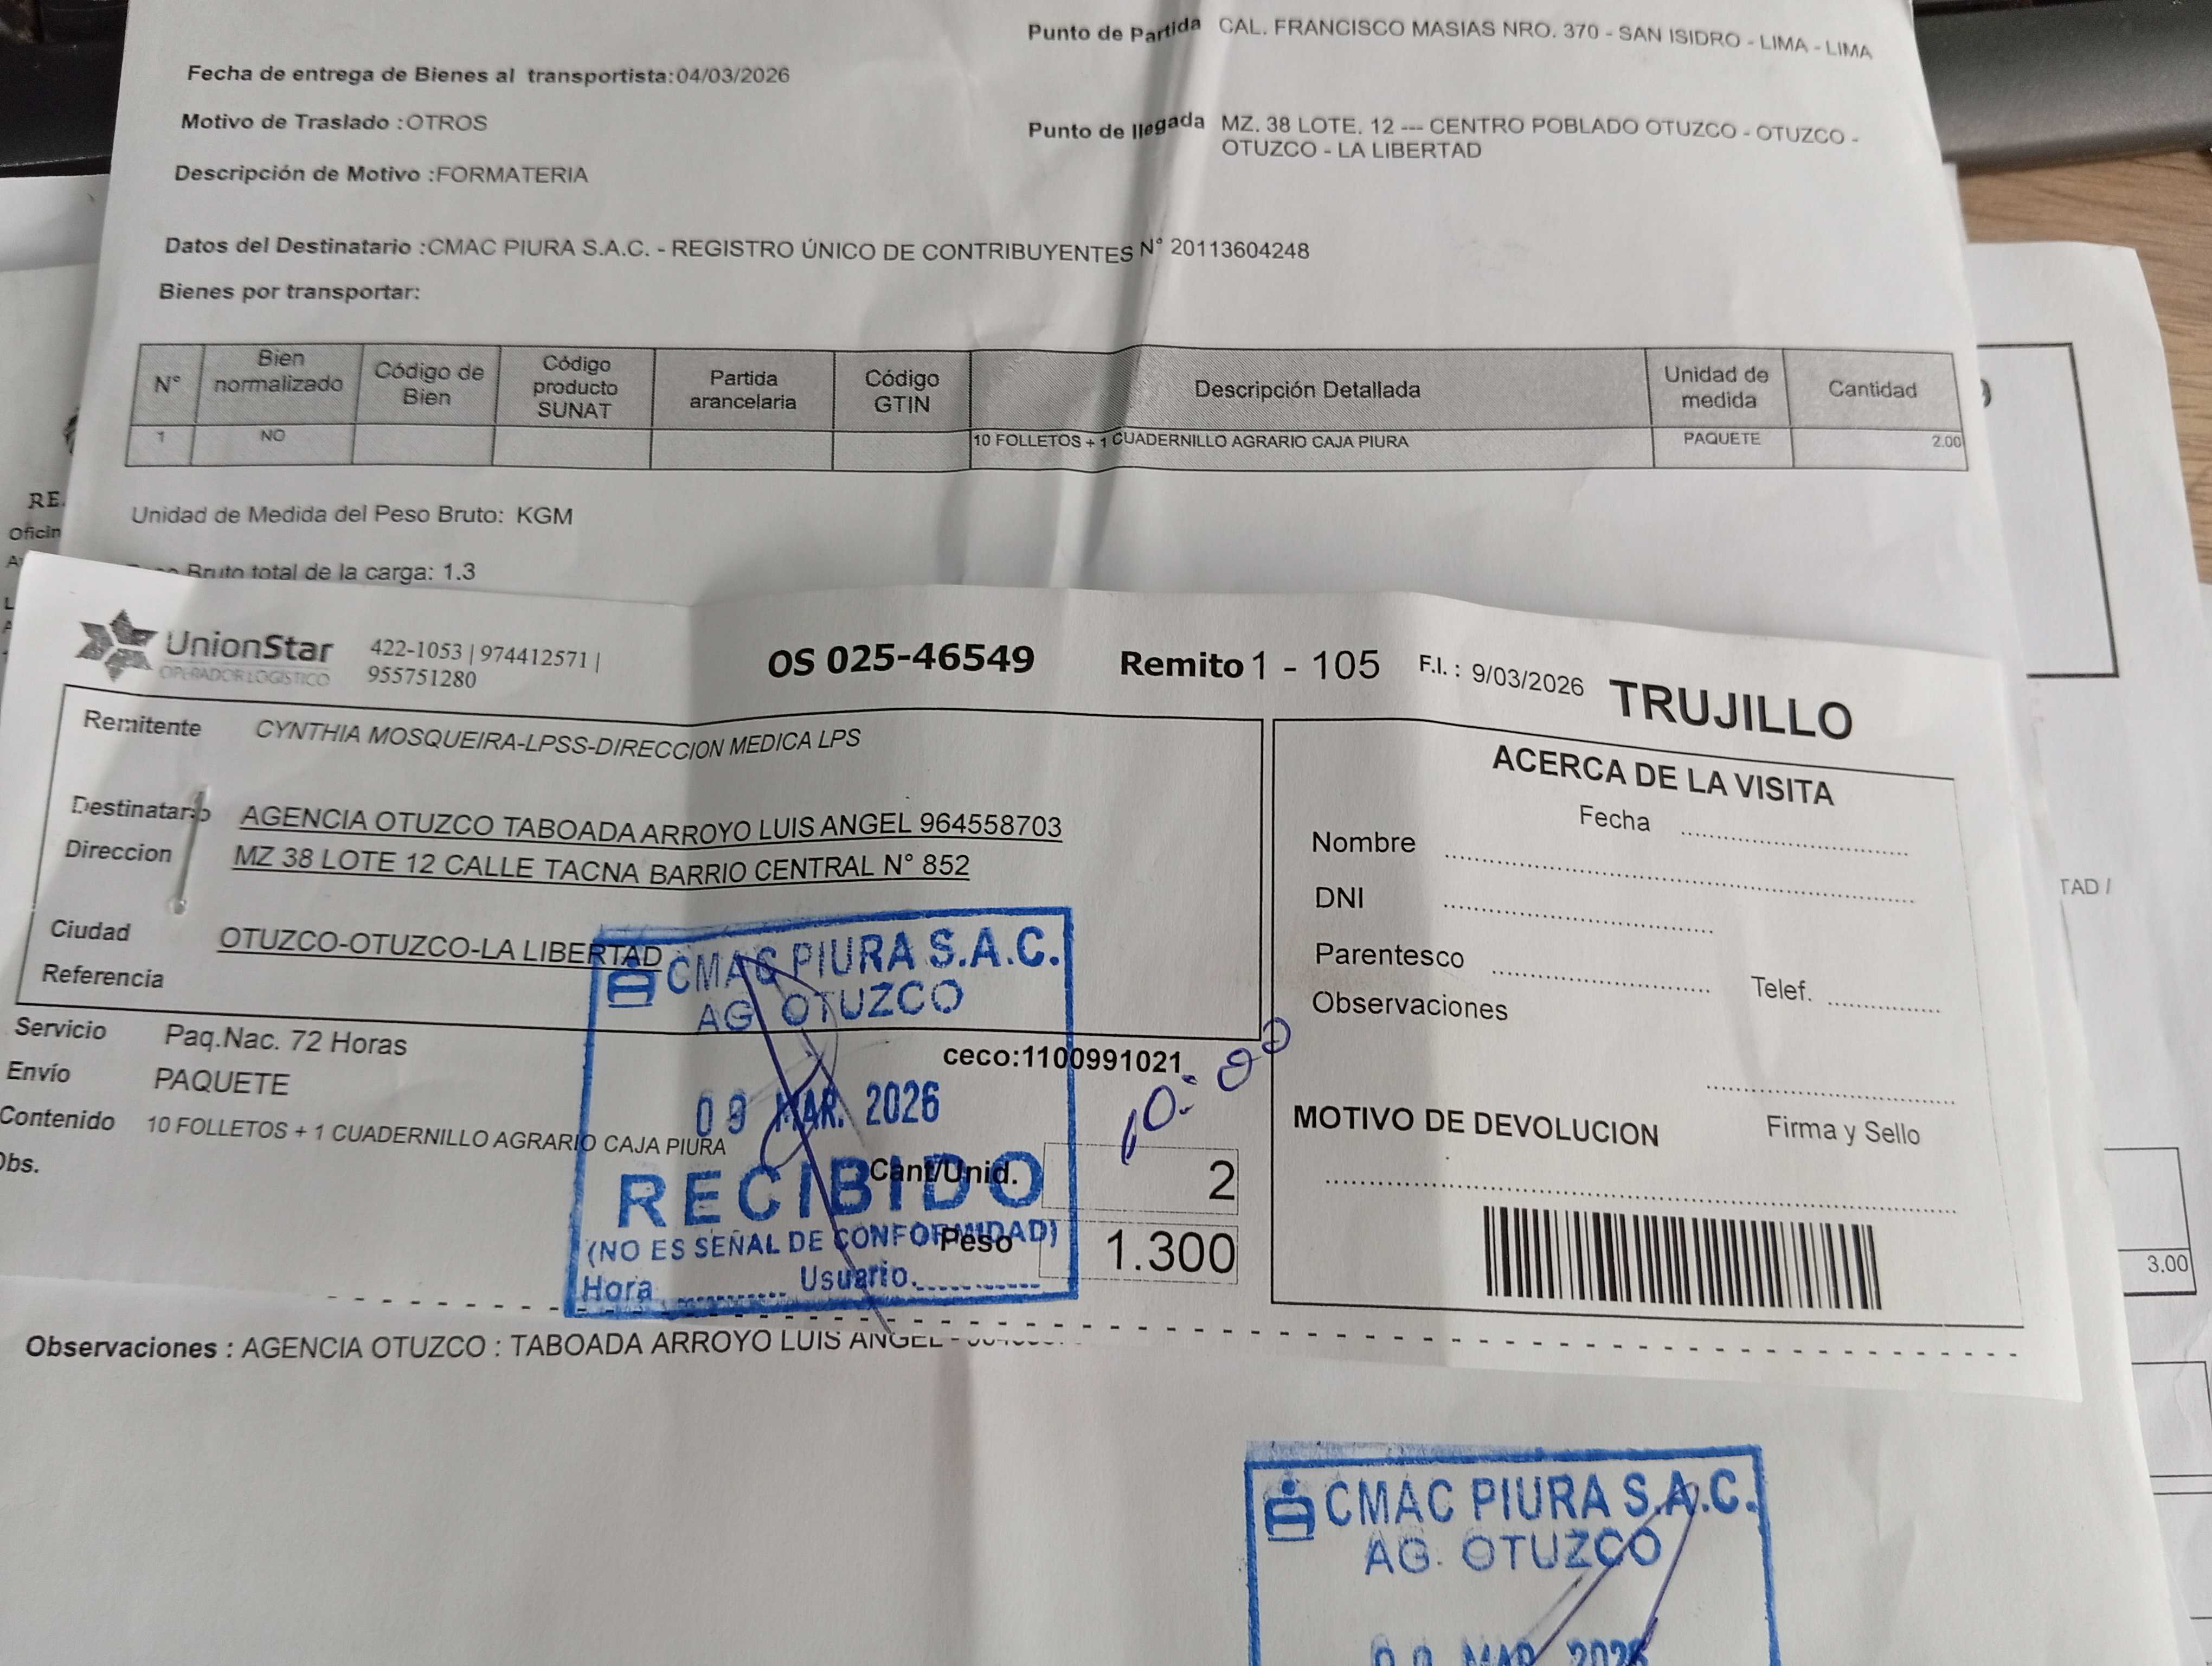 Punto de Partida CAL. FRANCISCO MASIAS NRO. 370 - SAN ISIDRO - LIMA - LIMA
Fecha de entrega de Bienes al transportista:04/03/2026
Motivo de Traslado :OTROS
Punto de llegada MZ. 38 LOTE. 12 --- CENTRO POBLADO OTUZCO - OTUZCO -
OTUZCO - LA LIBERTAD
Descripción de Motivo :FORMATERIA
Datos del Destinatario :CMAC PIURA S.A.C. - REGISTRO ÚNICO DE CONTRIBUYENTES N° 20113604248
Bienes por transportar:
N° Bien normalizado Código de Bien Código producto SUNAT Partida arancelaria Código GTIN Descripción Detallada Unidad de medida Cantidad
1 NO 10 FOLLETOS + 1 CUADERNILLO AGRARIO CAJA PIURA PAQUETE 2.00
Unidad de Medida del Peso Bruto: KGM
Bruto total de la carga: 1.3
UnionStar
OPERADOR LOGÍSTICO
422-1053 | 974412571 |
955751280
OS 025-46549 Remito 1 - 105 F.I. : 9/03/2026 TRUJILLO
Remitente CYNTHIA MOSQUEIRA-LPSS-DIRECCION MEDICA LPS
Destinatario AGENCIA OTUZCO TABOADA ARROYO LUIS ANGEL 964558703
Direccion MZ 38 LOTE 12 CALLE TACNA BARRIO CENTRAL N° 852
Ciudad OTUZCO-OTUZCO-LA LIBERTAD
Referencia
Servicio Paq.Nac. 72 Horas
ceco:1100991021
Envío PAQUETE
Contenido 10 FOLLETOS + 1 CUADERNILLO AGRARIO CAJA PIURA
Obs.
Cant/Unid. 2
Peso 1.300
CMAC PIURA S.A.C.
AG. OTUZCO
09 MAR. 2026
RECIBIDO
(NO ES SEÑAL DE CONFORMIDAD)
Hora Usuario
ACERCA DE LA VISITA
Fecha
Nombre
DNI
Parentesco Telef.
Observaciones
MOTIVO DE DEVOLUCION Firma y Sello
Observaciones : AGENCIA OTUZCO : TABOADA ARROYO LUIS ANGEL -
CMAC PIURA S.A.C.
AG. OTUZCO
MAR. 2026
RE.
Oficin
TAD /
3.00